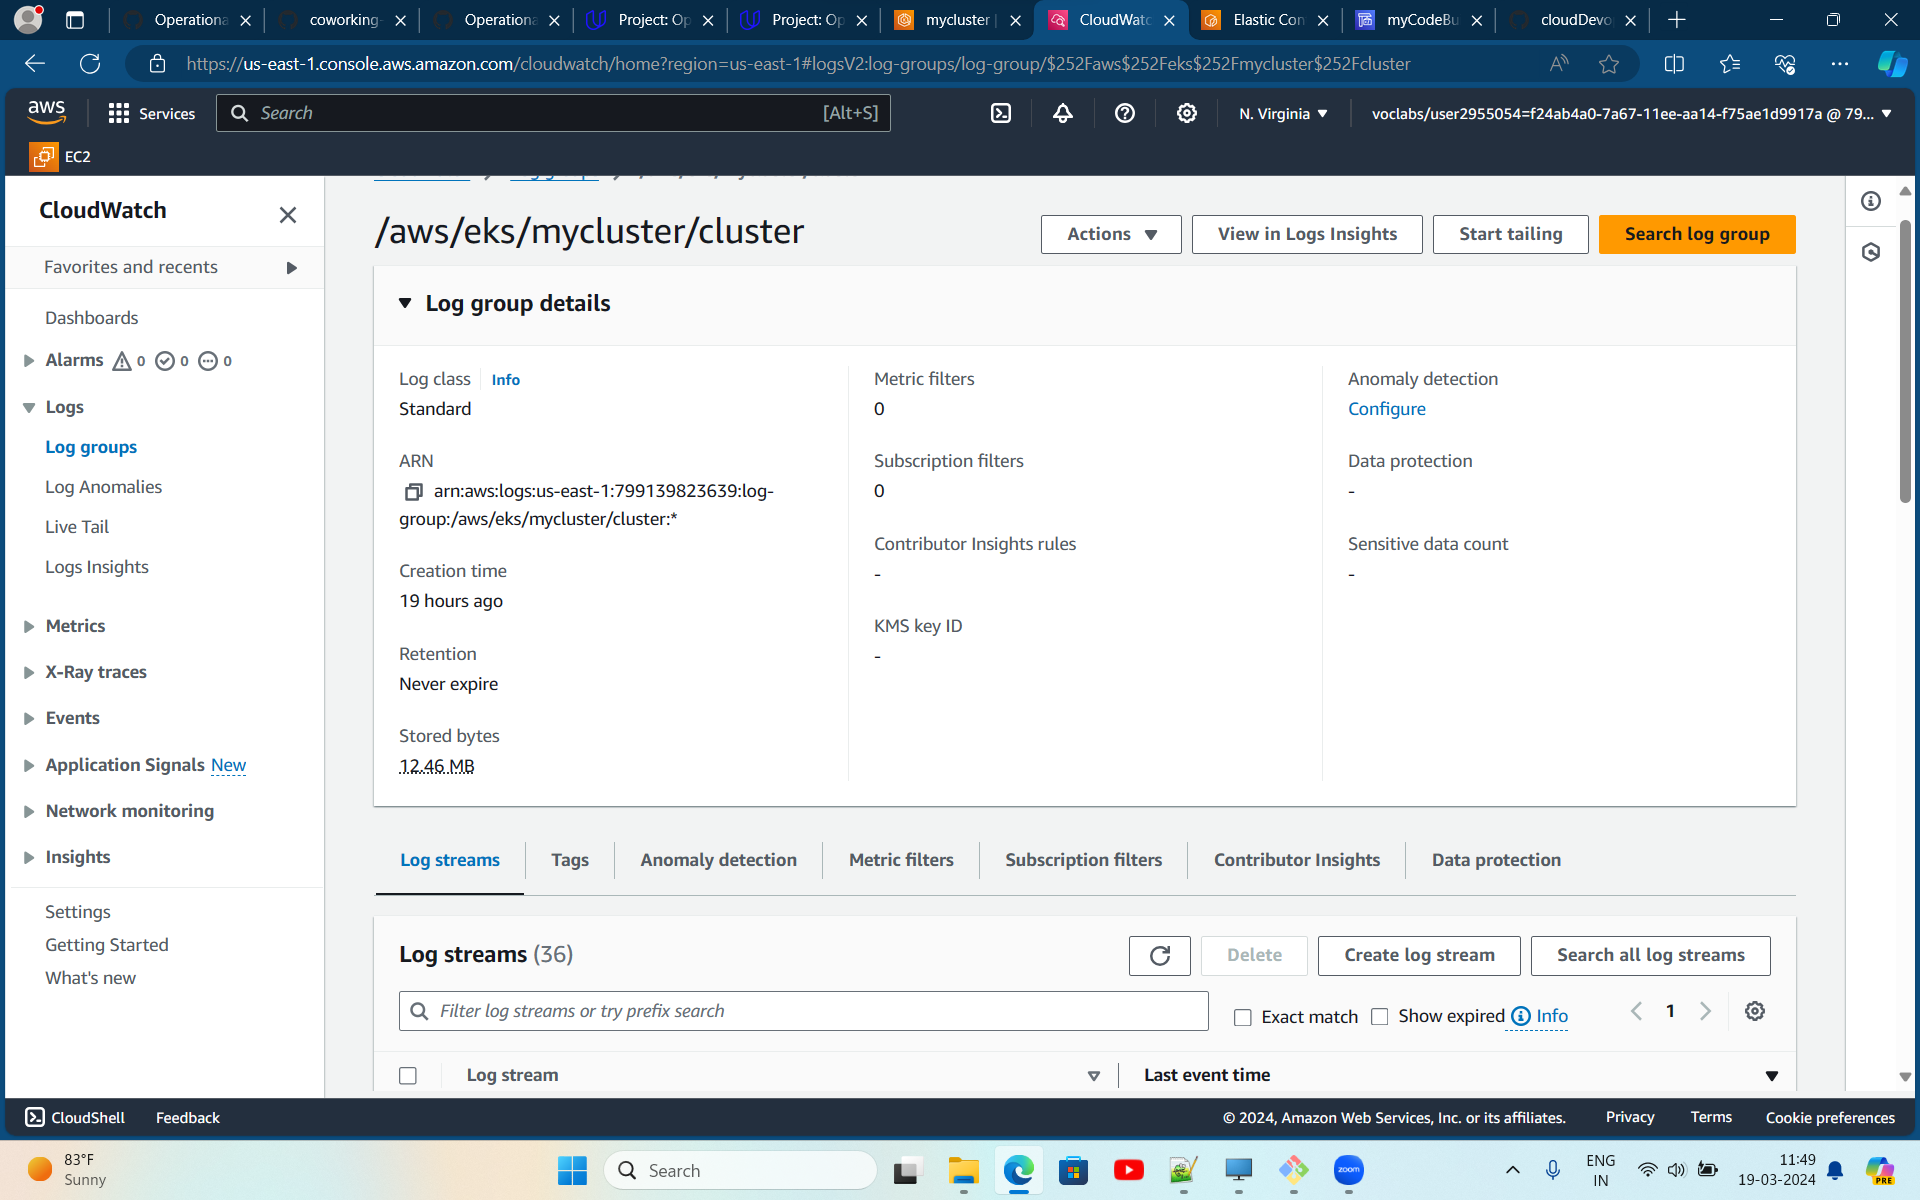 Operationa
coworking-
Operationa
Project: Op
Project: Op
mycluster
CloudWatc
Elastic Con
myCodeBu
cloudDevo
https://us-east-1.console.aws.amazon.com/cloudwatch/home?region=us-east-1#logsV2:log-groups/log-group/$252Faws$252Feks$252Fmycluster$252Fcluster
aws
Services
Search
[Alt+S]
N. Virginia
voclabs/user2955054=f24ab4a0-7a67-11ee-aa14-f75ae1d9917a @ 79...
EC2
CloudWatch
Favorites and recents
Dashboards
Alarms 0 0 0
Logs
Log groups
Log Anomalies
Live Tail
Logs Insights
Metrics
X-Ray traces
Events
Application Signals New
Network monitoring
Insights
Settings
Getting Started
What's new
/aws/eks/mycluster/cluster
Actions
View in Logs Insights
Start tailing
Search log group
Log group details
Log class Info
Standard
ARN
arn:aws:logs:us-east-1:799139823639:log-
group:/aws/eks/mycluster/cluster:*
Creation time
19 hours ago
Retention
Never expire
Stored bytes
12.46 MB
Metric filters
0
Subscription filters
0
Contributor Insights rules
-
KMS key ID
-
Anomaly detection
Configure
Data protection
-
Sensitive data count
-
Log streams
Tags
Anomaly detection
Metric filters
Subscription filters
Contributor Insights
Data protection
Log streams (36)
Delete
Create log stream
Search all log streams
Filter log streams or try prefix search
Exact match
Show expired
Info
1
Log stream
Last event time
CloudShell
Feedback
© 2024, Amazon Web Services, Inc. or its affiliates.
Privacy
Terms
Cookie preferences
83°F
Sunny
Search
zoom
ENG
IN
11:49
19-03-2024
PRE